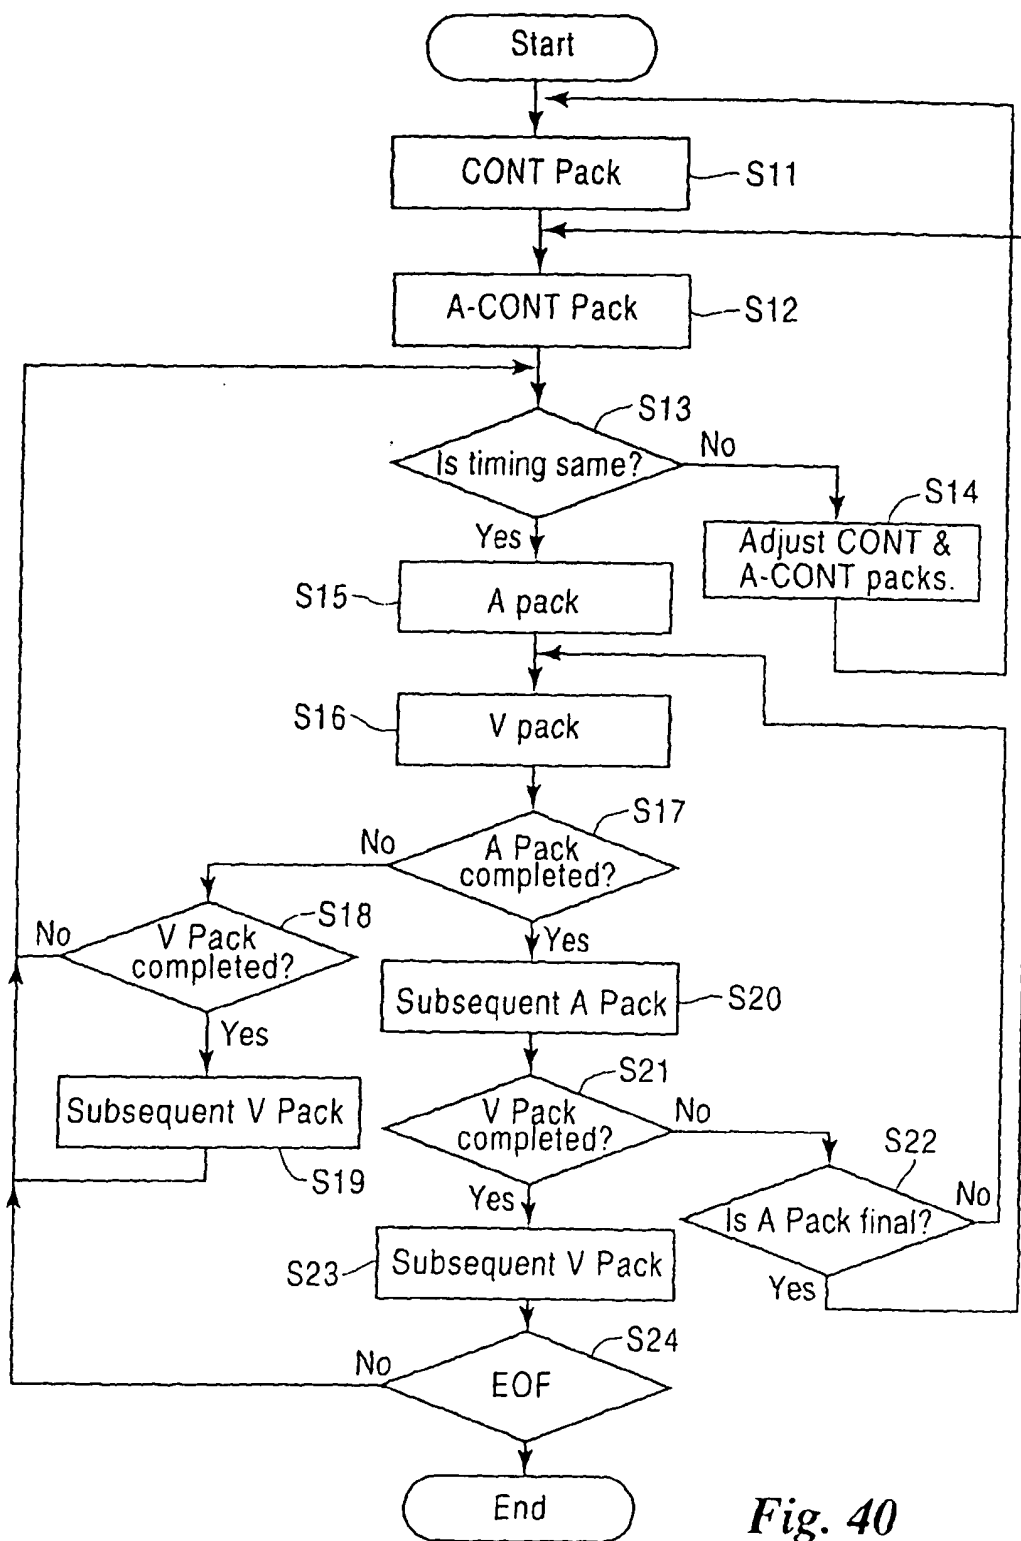 Start
CONT Pack
S11
A-CONT Pack
S12
S13
Is timing same?
No
S14
Adjust CONT &
A-CONT packs.
Yes
S15
A pack
S16
V pack
S17
No
A Pack
completed?
S18
No
V Pack
completed?
Yes
Yes
Subsequent A Pack
S20
Subsequent V Pack
S19
S21
V Pack
completed?
No
S22
Is A Pack final?
No
Yes
Yes
S23
Subsequent V Pack
S24
No
EOF
End
Fig. 40